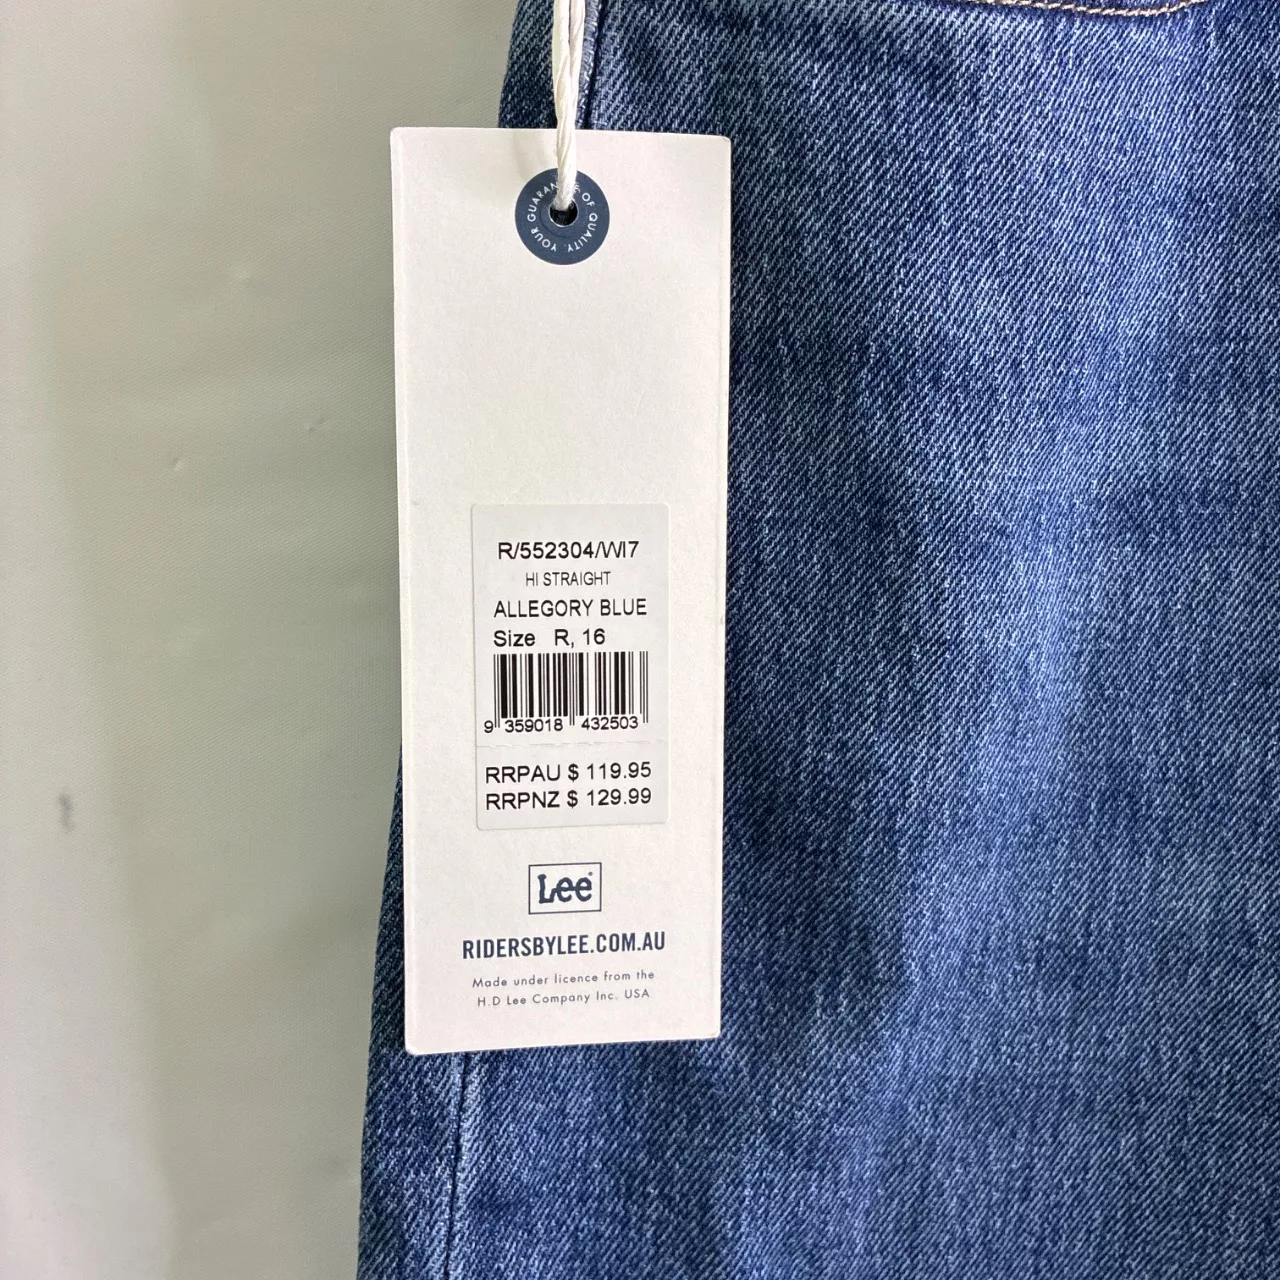 YOUR GUARANTEE OF QUALITY.
R/552304/WI7
HI STRAIGHT
ALLEGORY BLUE
Size R, 16
9 359018 432503
RRPAU $ 119.95
RRPNZ $ 129.99
Lee
RIDERSBYLEE.COM.AU
Made under licence from the
H.D Lee Company Inc. USA